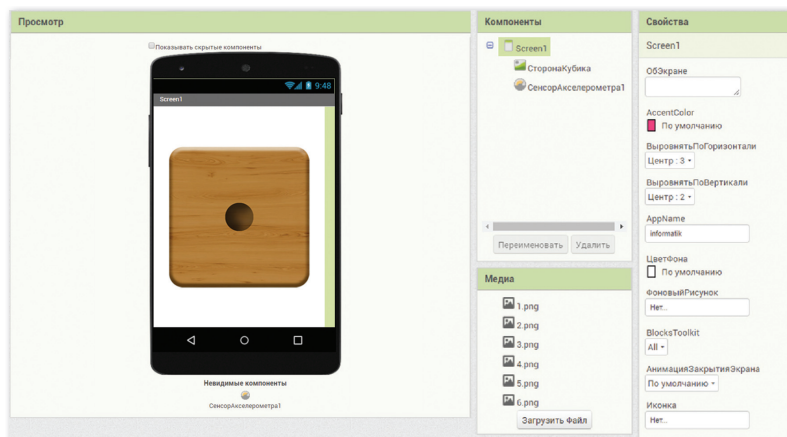 Просмотр
Показывать скрытые компоненты
9:48
Screen1
Невидимые компоненты
СенсорАкселерометра1
Компоненты
Screen1
СторонаКубика
СенсорАкселерометра1
Переименовать Удалить
Медиа
1.png
2.png
3.png
4.png
5.png
6.png
Загрузить Файл
Свойства
Screen1
ОбЭкране
AccentColor
По умолчанию
ВыровнятьПоГоризонтали
Центр : 3
ВыровнятьПоВертикали
Центр : 2
AppName
informatik
ЦветФона
По умолчанию
ФоновыйРисунок
Нет...
BlocksToolkit
All
АнимацияЗакрытияЭкрана
По умолчанию
Иконка
Нет...